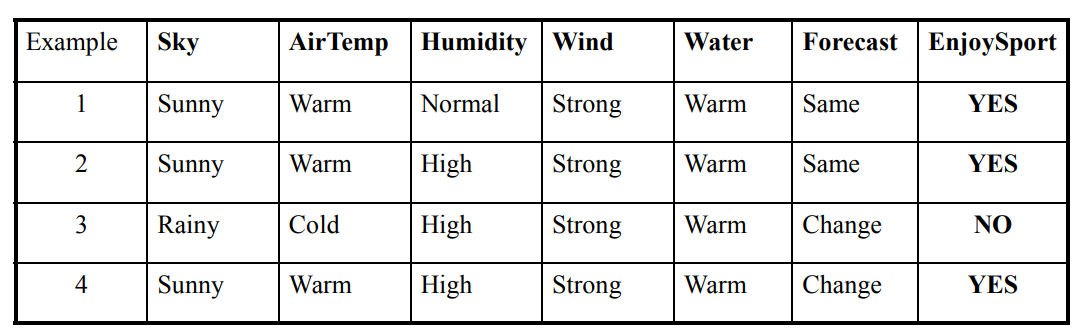 Example Sky AirTemp Humidity Wind Water Forecast EnjoySport
1 Sunny Warm Normal Strong Warm Same YES
2 Sunny Warm High Strong Warm Same YES
3 Rainy Cold High Strong Warm Change NO
4 Sunny Warm High Strong Warm Change YES